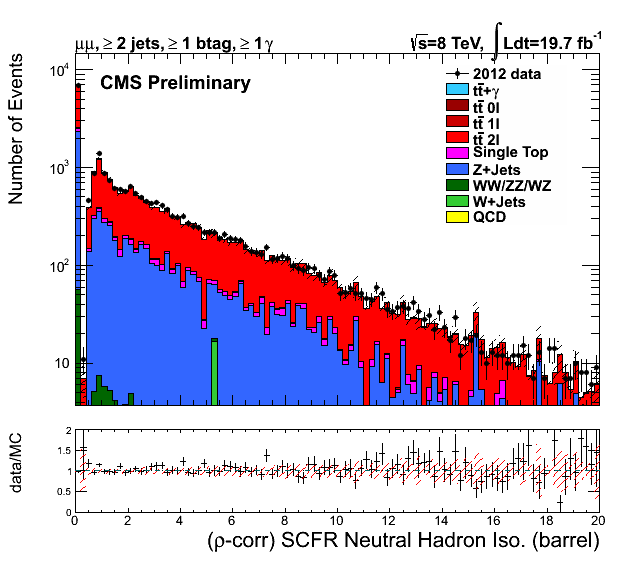 μμ, ≥ 2 jets, ≥ 1 btag, ≥ 1 γ
√s=8 TeV, ∫Ldt=19.7 fb⁻¹
CMS Preliminary
2012 data
tt̄+γ
tt̄ 0l
tt̄ 1l
tt̄ 2l
Single Top
Z+Jets
WW/ZZ/WZ
W+Jets
QCD
Number of Events
10⁴
10³
10²
10
data/MC
2
1.5
1
0.5
0
0 2 4 6 8 10 12 14 16 18 20
(ρ-corr) SCFR Neutral Hadron Iso. (barrel)